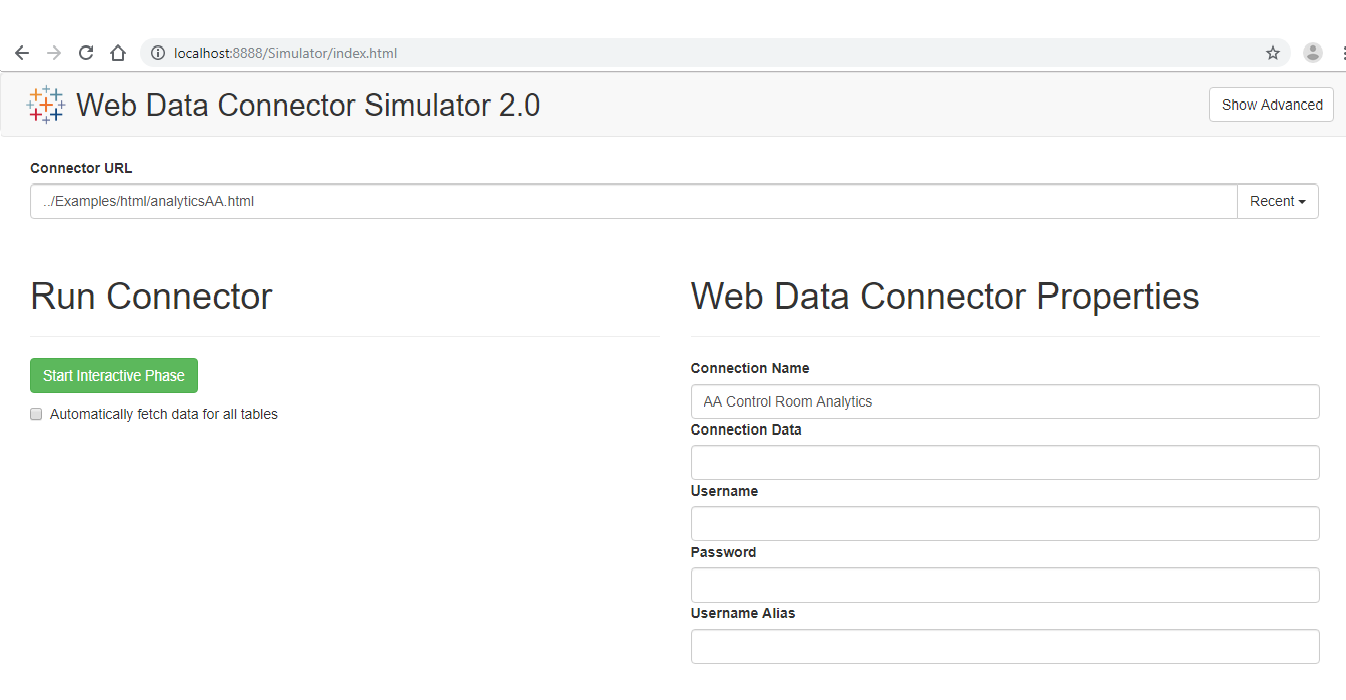 localhost:8888/Simulator/index.html
Web Data Connector Simulator 2.0
Show Advanced
Connector URL
../Examples/html/analyticsAA.html
Recent
Run Connector
Start Interactive Phase
Automatically fetch data for all tables
Web Data Connector Properties
Connection Name
AA Control Room Analytics
Connection Data
Username
Password
Username Alias